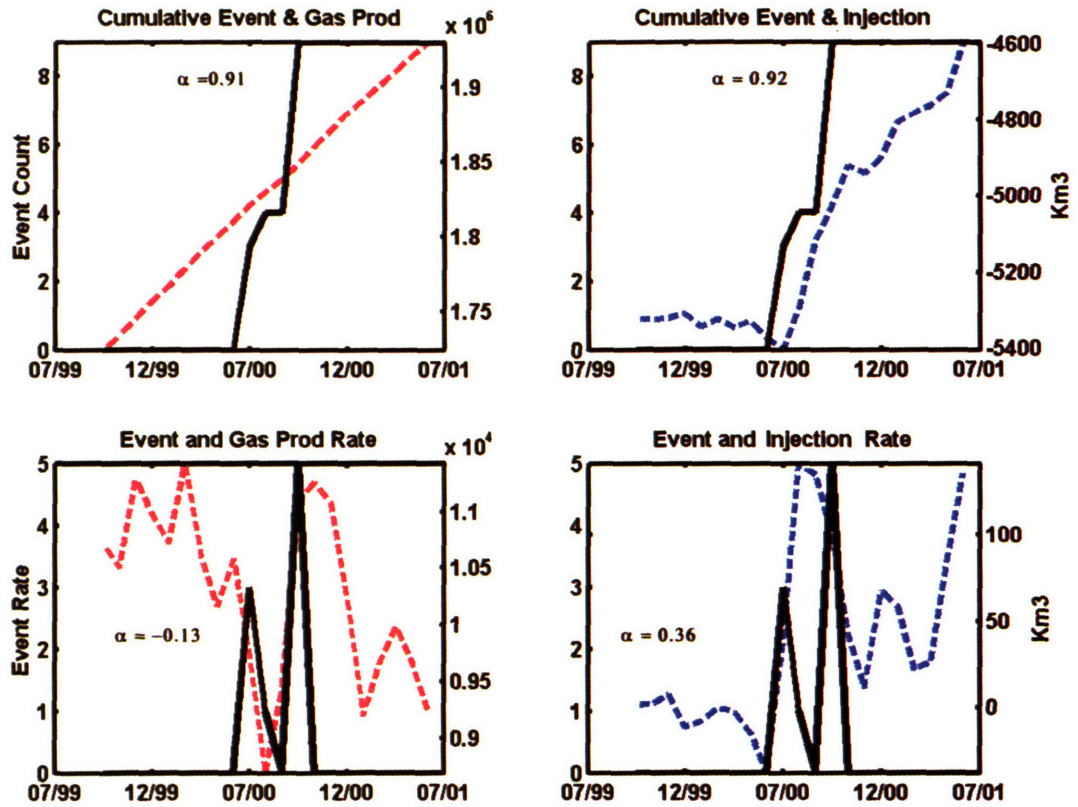 Cumulative Event & Gas Prod
x 10^6
Event Count
8
6
4
2
0
α =0.91
1.9
1.85
1.8
1.75
07/99 12/99 07/00 12/00 07/01
Cumulative Event & Injection
8
6
4
2
0
α = 0.92
-4600
-4800
-5000
-5200
-5400
Km3
07/99 12/99 07/00 12/00 07/01
Event and Gas Prod Rate
x 10^4
Event Rate
5
4
3
2
1
0
α = −0.13
1.1
1.05
1
0.95
0.9
07/99 12/99 07/00 12/00 07/01
Event and Injection Rate
5
4
3
2
1
0
α = 0.36
100
50
0
Km3
07/99 12/99 07/00 12/00 07/01